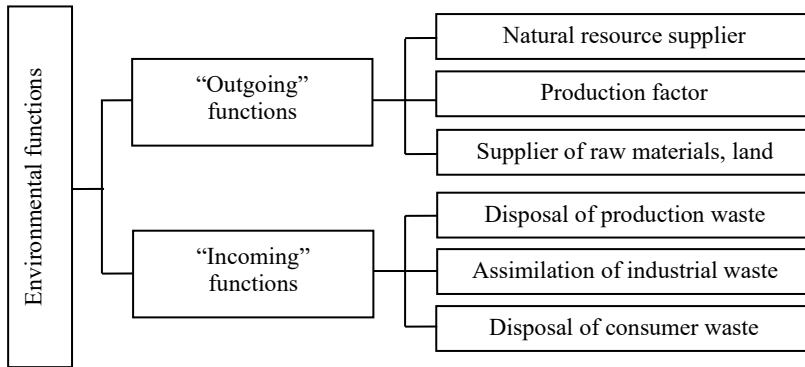 Environmental functions
“Outgoing”
functions
Natural resource supplier
Production factor
Supplier of raw materials, land
“Incoming”
functions
Disposal of production waste
Assimilation of industrial waste
Disposal of consumer waste